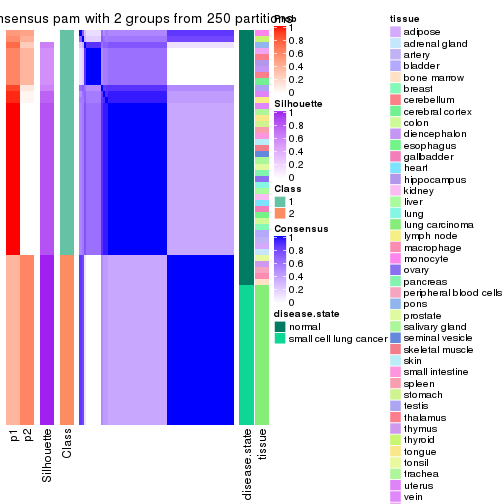 nsensus pam with 2 groups from 250 partitions
Prob
1
0.8
0.6
0.4
0.2
0
Silhouette
1
0.8
0.6
0.4
0.2
0
Class
1
2
Consensus
1
0.8
0.6
0.4
0.2
0
disease.state
normal
small cell lung cancer
tissue
adipose
adrenal gland
artery
bladder
bone marrow
breast
cerebellum
cerebral cortex
colon
diencephalon
esophagus
galbadder
heart
hippocampus
kidney
liver
lung
lung carcinoma
lymph node
macrophage
monocyte
ovary
pancreas
peripheral blood cells
pons
prostate
salivary gland
seminal vesicle
skeletal muscle
skin
small intestine
spleen
stomach
testis
thalamus
thymus
thyroid
tongue
tonsil
trachea
uterus
vein
p1
p2
Silhouette
Class
disease.state
tissue